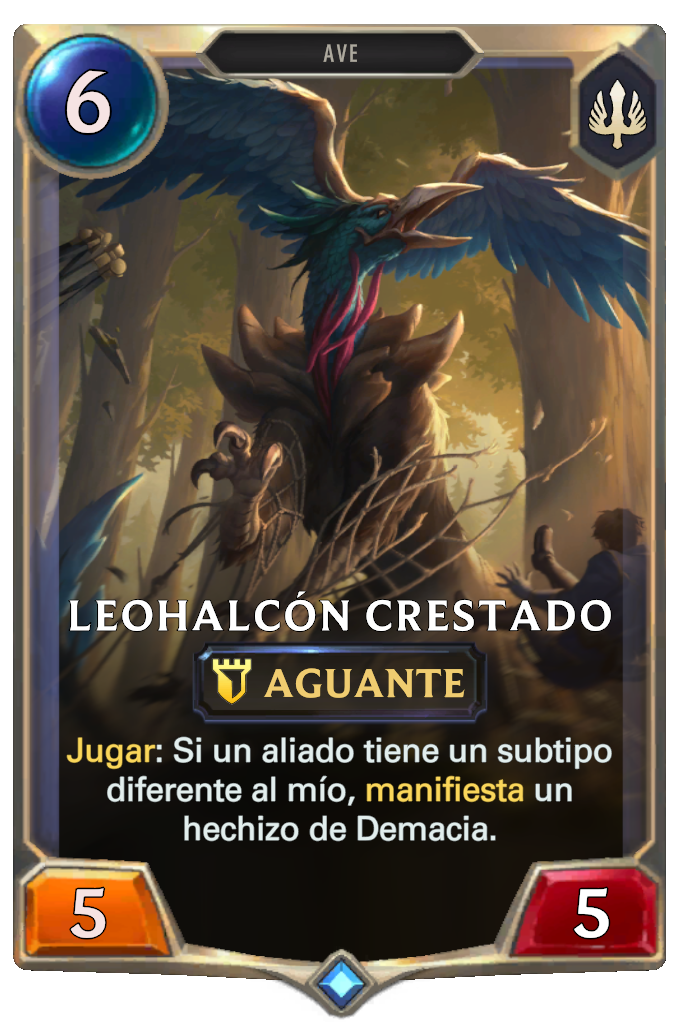 6
AVE
LEOHALCÓN CRESTADO
AGUANTE
Jugar: Si un aliado tiene un subtipo
diferente al mío, manifiesta un
hechizo de Demacia.
5
5